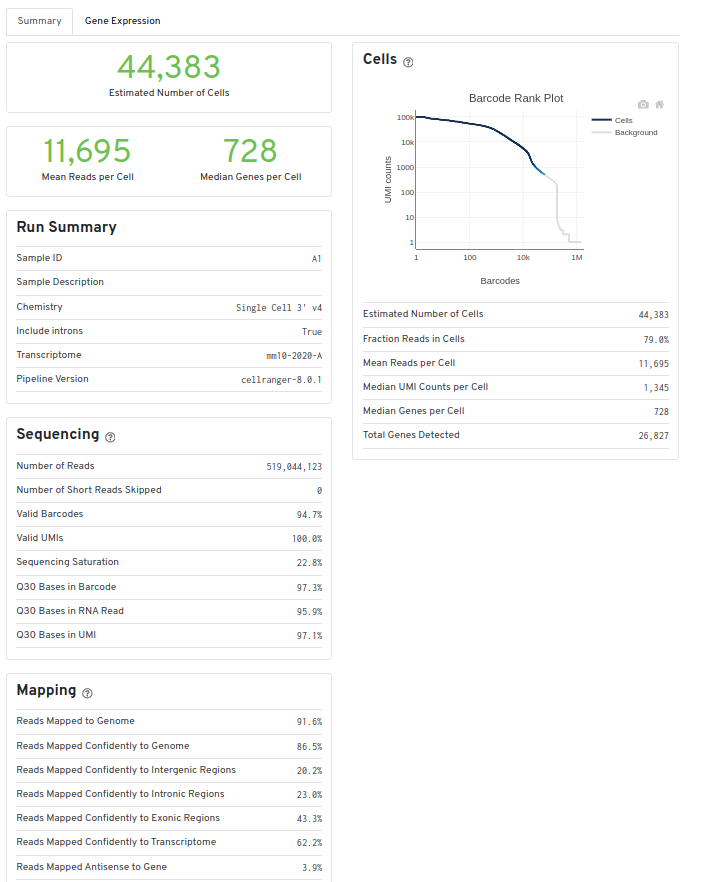 Summary
Gene Expression
44,383
Estimated Number of Cells
11,695
Mean Reads per Cell
728
Median Genes per Cell
Run Summary
Sample ID A1
Sample Description
Chemistry Single Cell 3' v4
Include introns True
Transcriptome mm10-2020-A
Pipeline Version cellranger-8.0.1
Sequencing ?
Number of Reads 519,044,123
Number of Short Reads Skipped 0
Valid Barcodes 94.7%
Valid UMIs 100.0%
Sequencing Saturation 22.8%
Q30 Bases in Barcode 97.3%
Q30 Bases in RNA Read 95.9%
Q30 Bases in UMI 97.1%
Mapping ?
Reads Mapped to Genome 91.6%
Reads Mapped Confidently to Genome 86.5%
Reads Mapped Confidently to Intergenic Regions 20.2%
Reads Mapped Confidently to Intronic Regions 23.0%
Reads Mapped Confidently to Exonic Regions 43.3%
Reads Mapped Confidently to Transcriptome 62.2%
Reads Mapped Antisense to Gene 3.9%
Cells ?
Barcode Rank Plot
Cells
Background
UMI counts
100k
10k
1000
100
10
1
1 100 10k 1M
Barcodes
Estimated Number of Cells 44,383
Fraction Reads in Cells 79.0%
Mean Reads per Cell 11,695
Median UMI Counts per Cell 1,345
Median Genes per Cell 728
Total Genes Detected 26,827